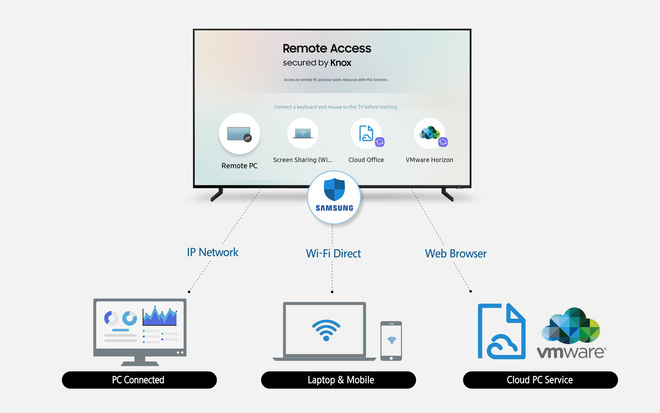 Remote Access
secured by Knox
Access to remote PC and your work resources with this function.
Connect a keyboard and mouse to this TV before starting.
Remote PC
Screen Sharing (Wi...
Cloud Office
VMware Horizon
SAMSUNG
IP Network
Wi-Fi Direct
Web Browser
vmware®
PC Connected
Laptop & Mobile
Cloud PC Service